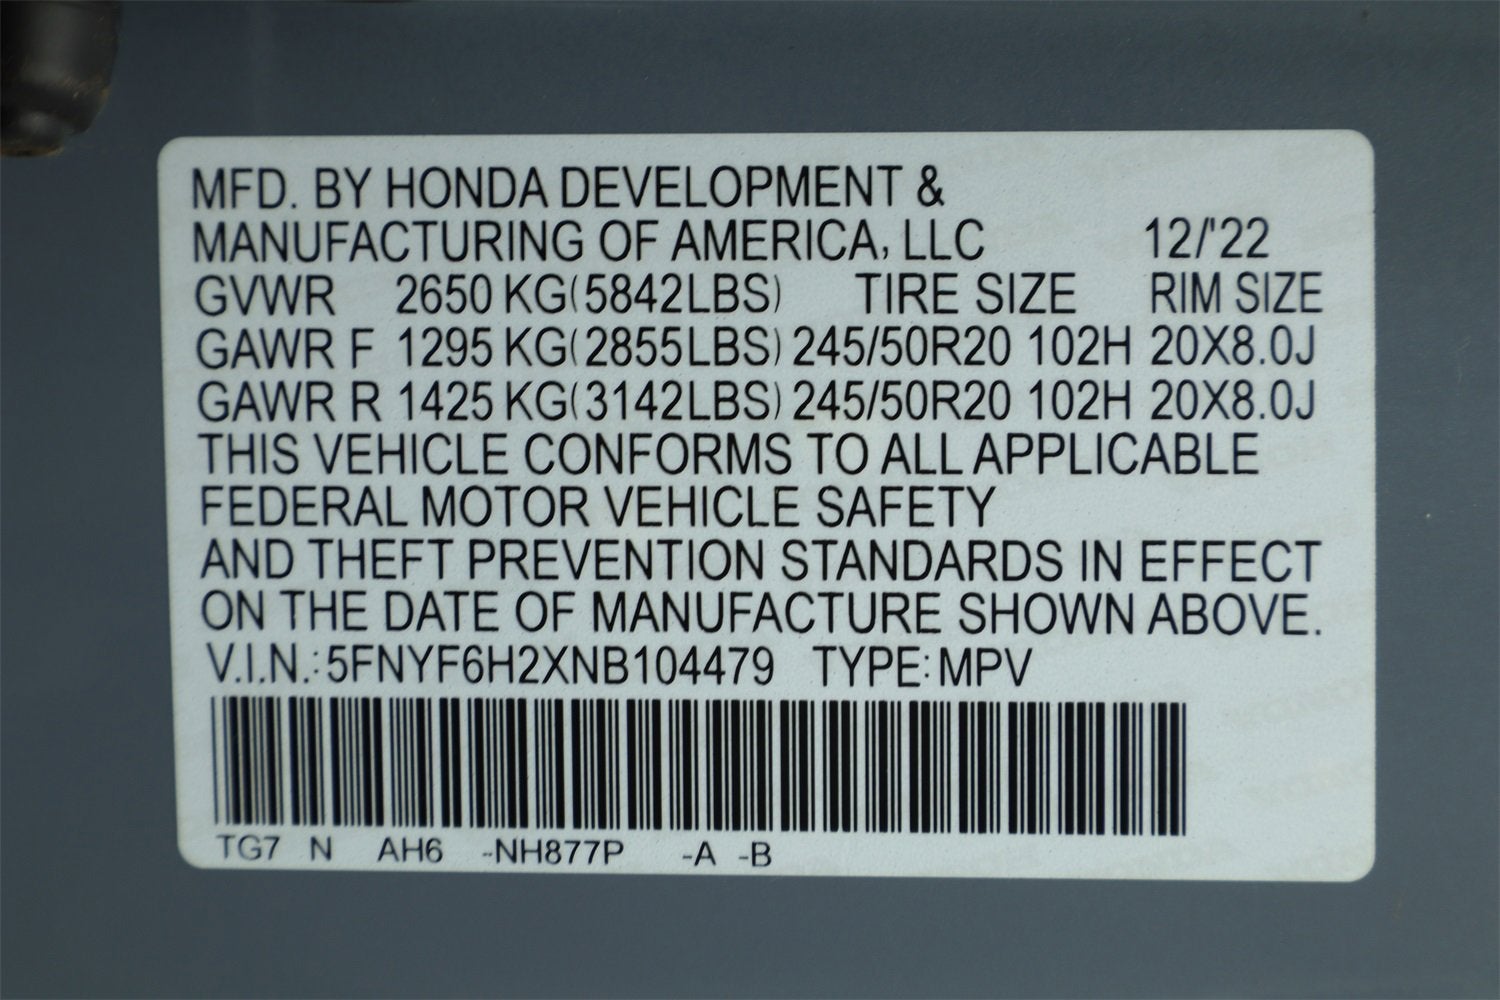 MFD. BY HONDA DEVELOPMENT &
MANUFACTURING OF AMERICA, LLC 12/'22
GVWR 2650 KG(5842LBS) TIRE SIZE RIM SIZE
GAWR F 1295 KG(2855LBS) 245/50R20 102H 20X8.0J
GAWR R 1425 KG(3142LBS) 245/50R20 102H 20X8.0J
THIS VEHICLE CONFORMS TO ALL APPLICABLE
FEDERAL MOTOR VEHICLE SAFETY
AND THEFT PREVENTION STANDARDS IN EFFECT
ON THE DATE OF MANUFACTURE SHOWN ABOVE.
V.I.N.:5FNYF6H2XNB104479 TYPE:MPV
TG7 N AH6 -NH877P -A -B